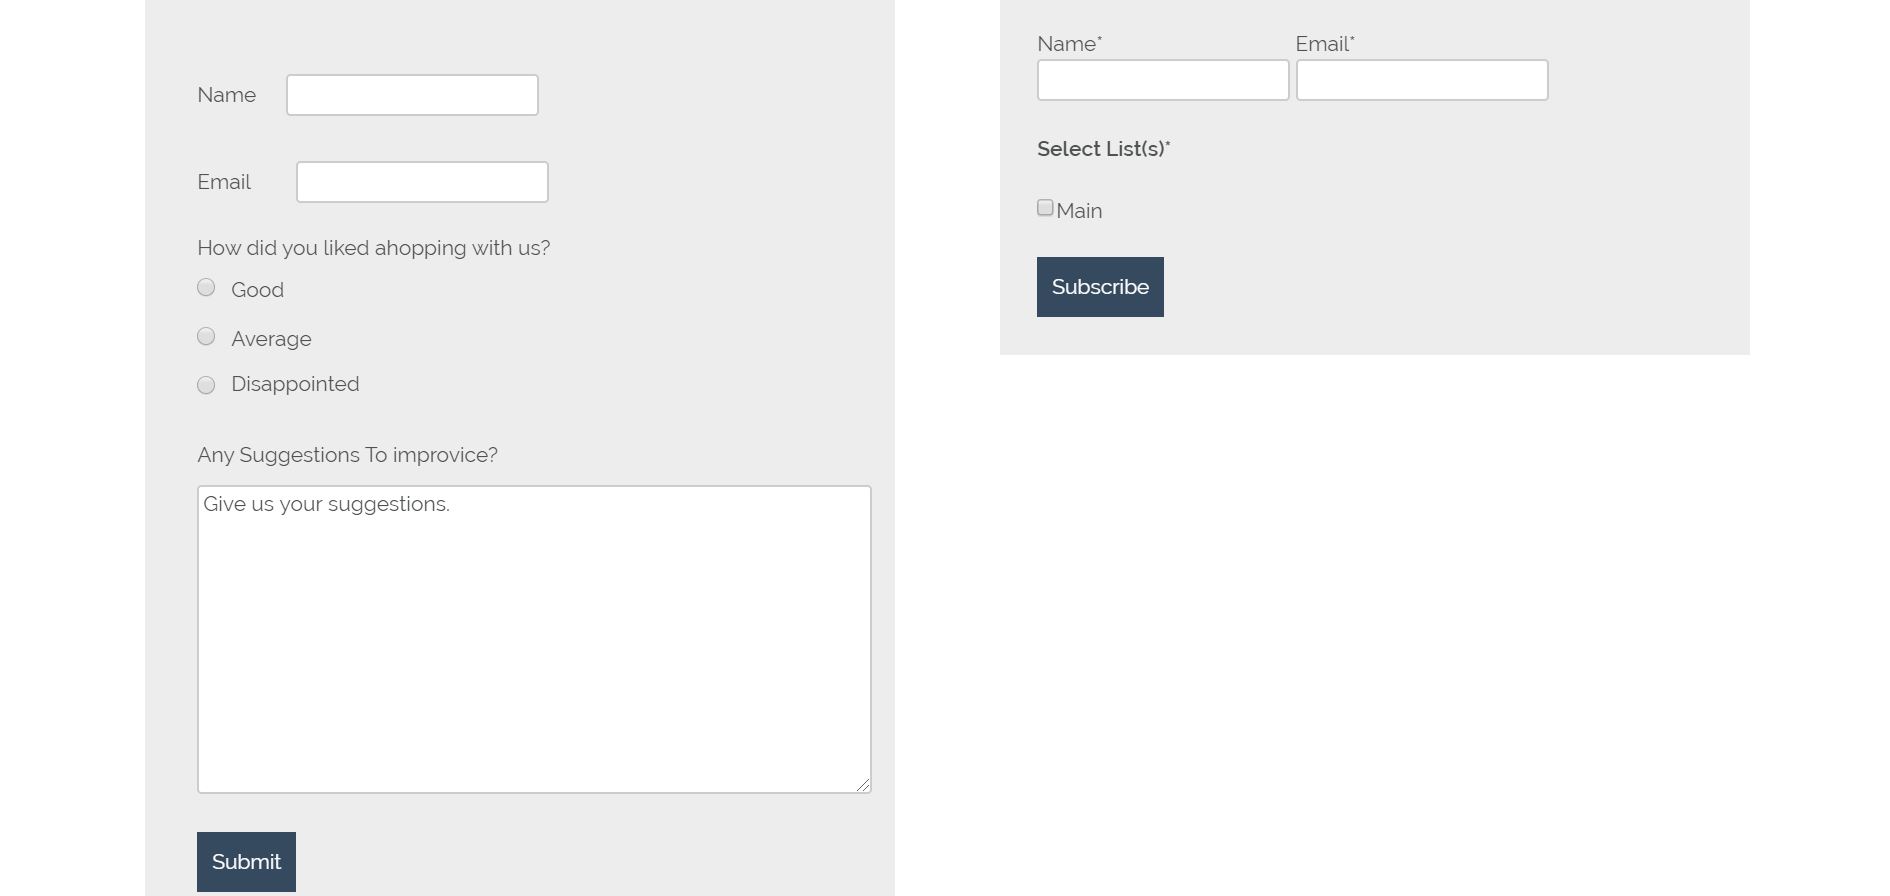 Name
Email
How did you liked ahopping with us?
Good
Average
Disappointed
Any Suggestions To improvice?
Give us your suggestions.
Submit
Name* Email*
Select List(s)*
Main
Subscribe